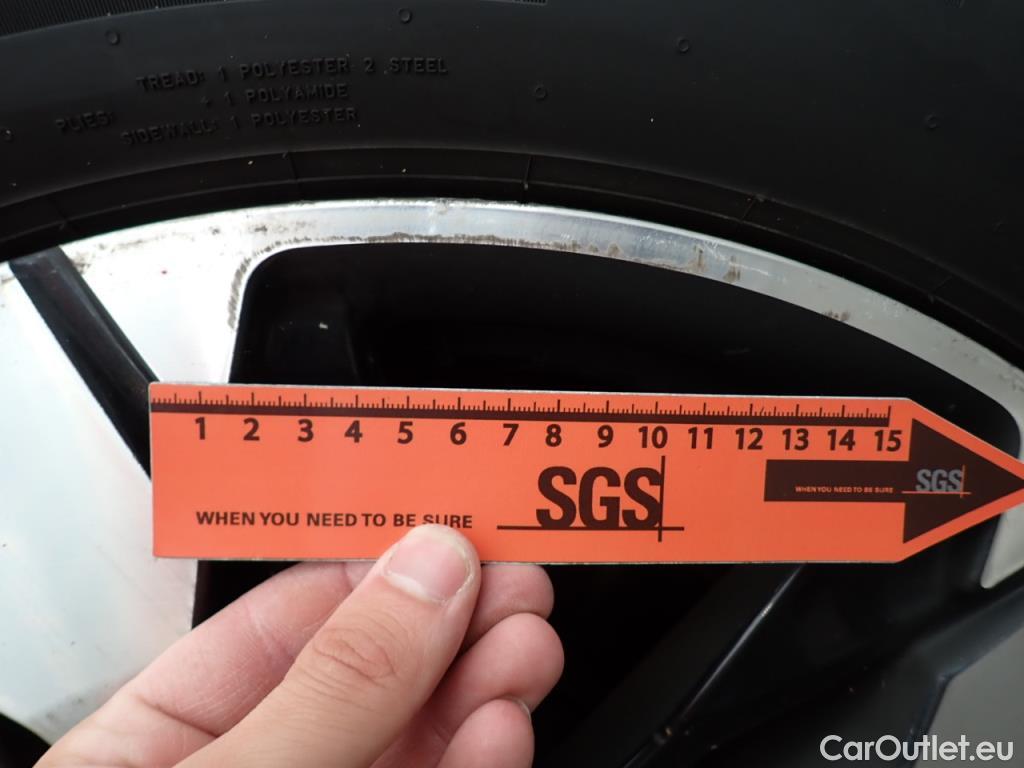 TREAD: 1 POLYESTER 2 STEEL
+ 1 POLYAMIDE
PLIES:
SIDEWALL: 1 POLYESTER
1 2 3 4 5 6 7 8 9 10 11 12 13 14 15
SGS
WHEN YOU NEED TO BE SURE
WHEN YOU NEED TO BE SURE
SGS
CarOutlet.eu